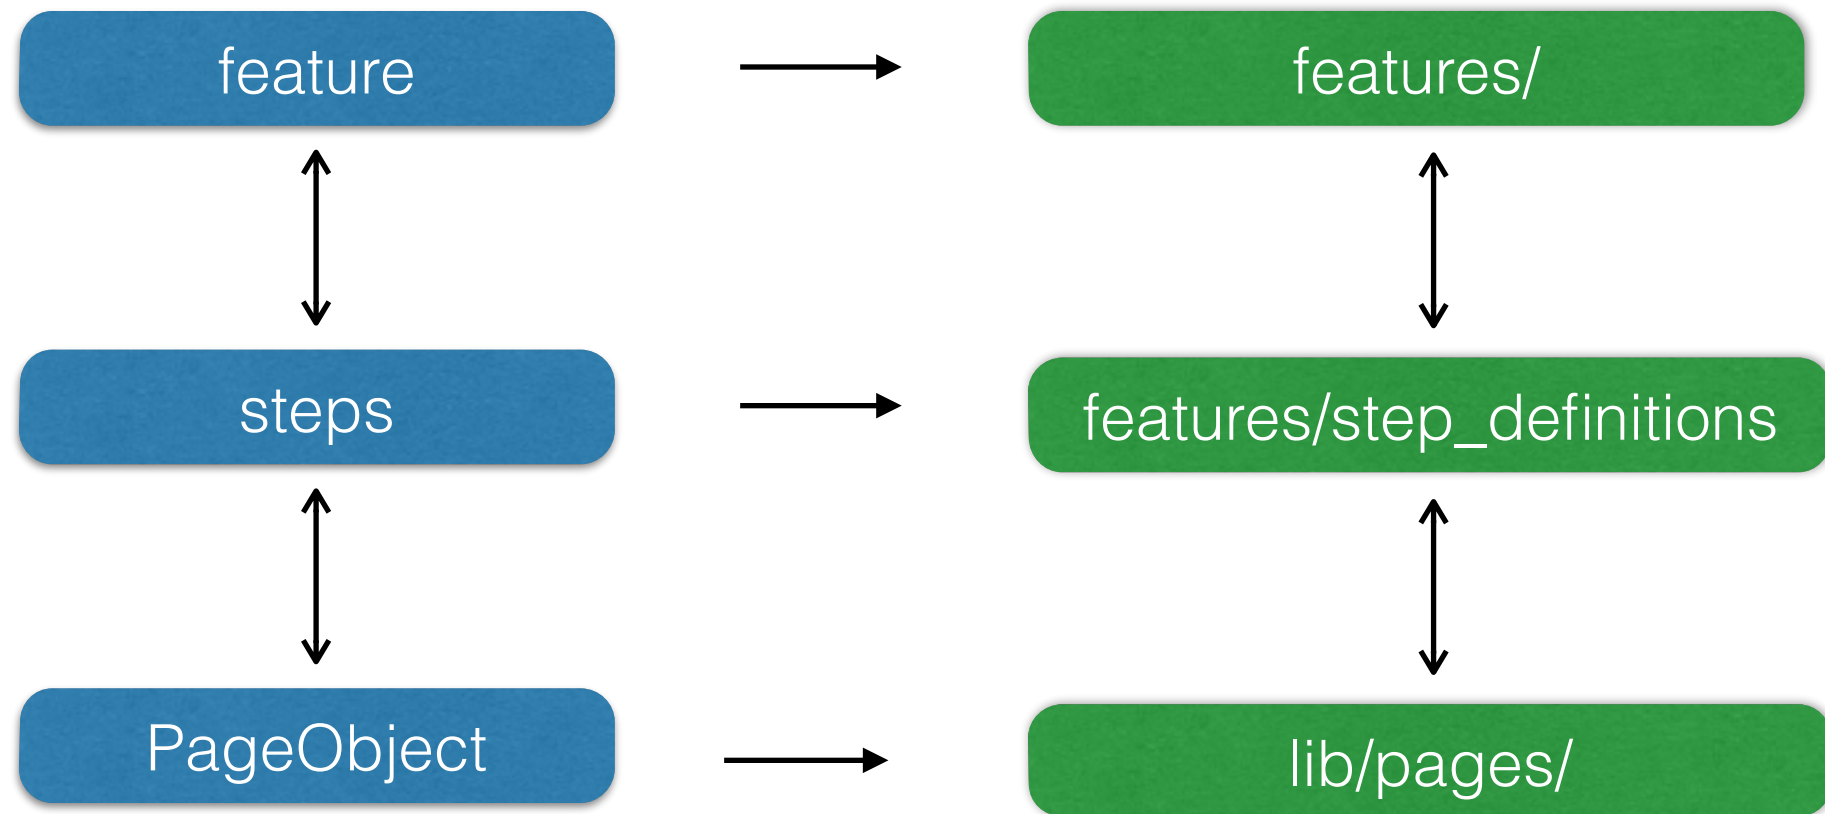 feature
features/
steps
features/step_definitions
PageObject
lib/pages/